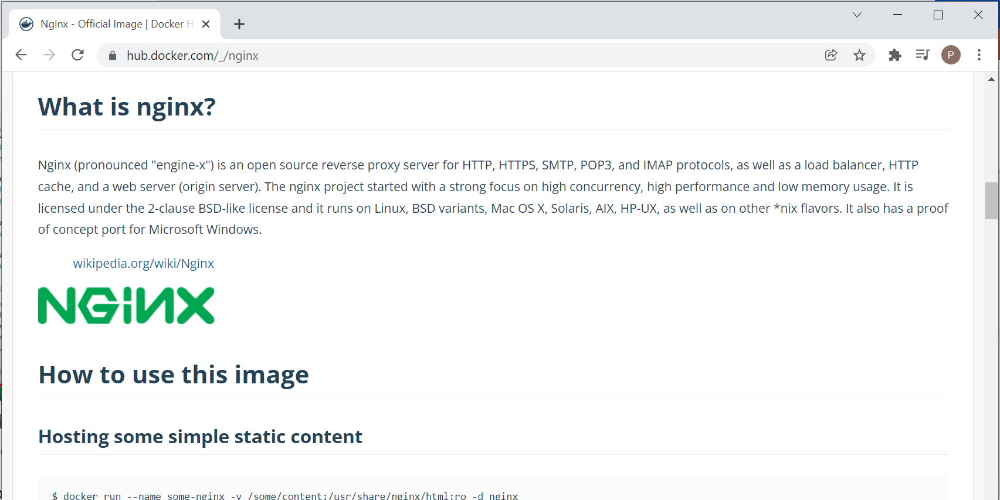 Nginx - Official Image | Docker H
hub.docker.com/_/nginx
P
What is nginx?
Nginx (pronounced "engine-x") is an open source reverse proxy server for HTTP, HTTPS, SMTP, POP3, and IMAP protocols, as well as a load balancer, HTTP
cache, and a web server (origin server). The nginx project started with a strong focus on high concurrency, high performance and low memory usage. It is
licensed under the 2-clause BSD-like license and it runs on Linux, BSD variants, Mac OS X, Solaris, AIX, HP-UX, as well as on other *nix flavors. It also has a proof
of concept port for Microsoft Windows.
wikipedia.org/wiki/Nginx
NGiNX
How to use this image
Hosting some simple static content
$ docker run --name some-nginx -v /some/content:/usr/share/nginx/html:ro -d nginx